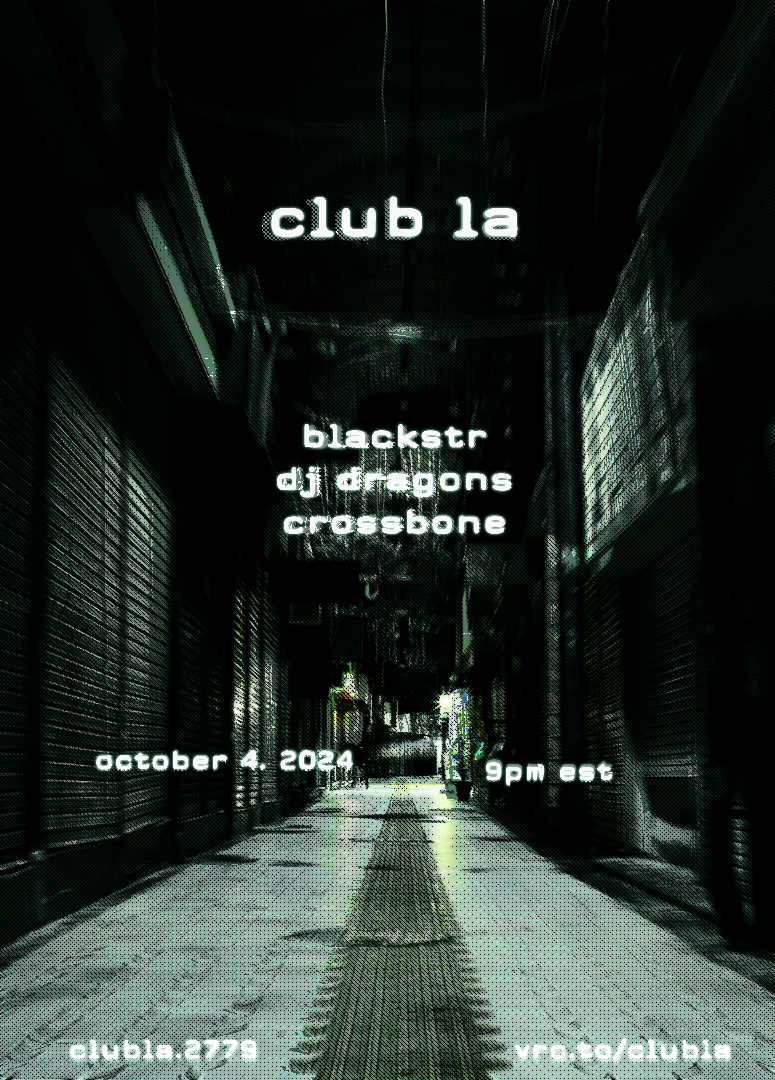 club la
blackstr
dj dragons
crossbone
october 4. 2024
9pm est
clubla.2779
vrc.to/clubla